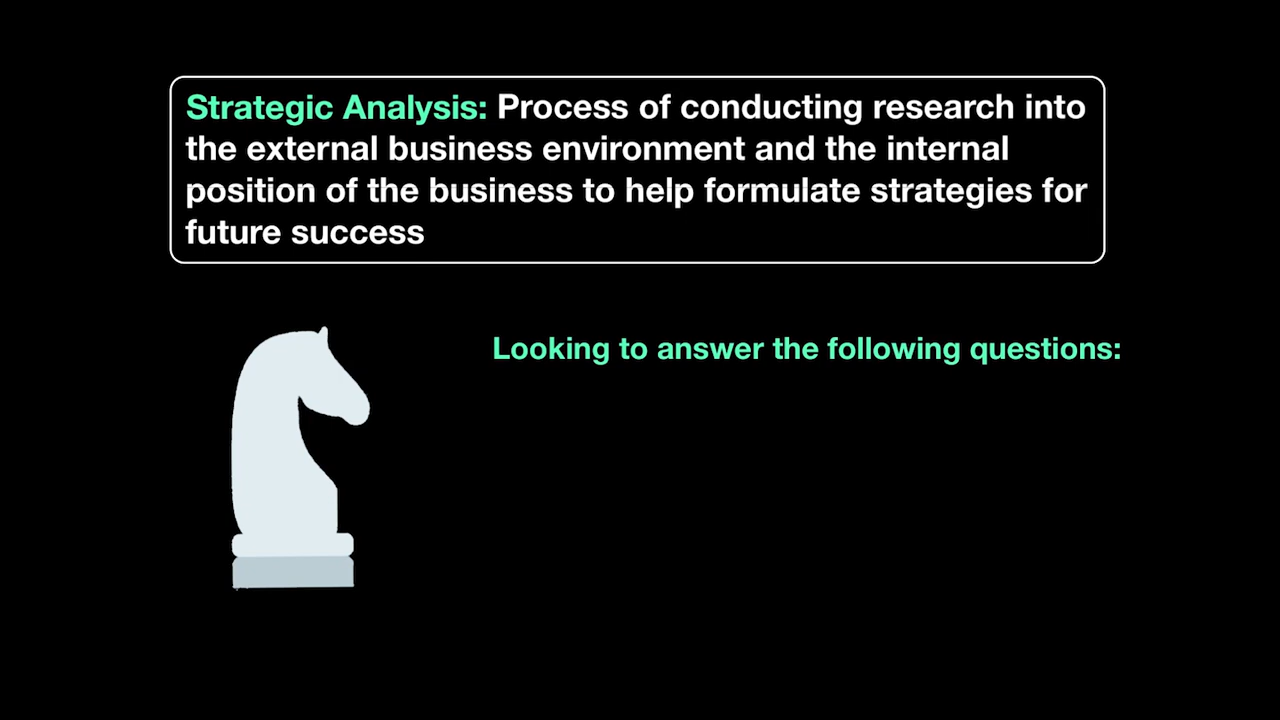 Strategic Analysis: Process of conducting research into
the external business environment and the internal
position of the business to help formulate strategies for
future success
Looking to answer the following questions: